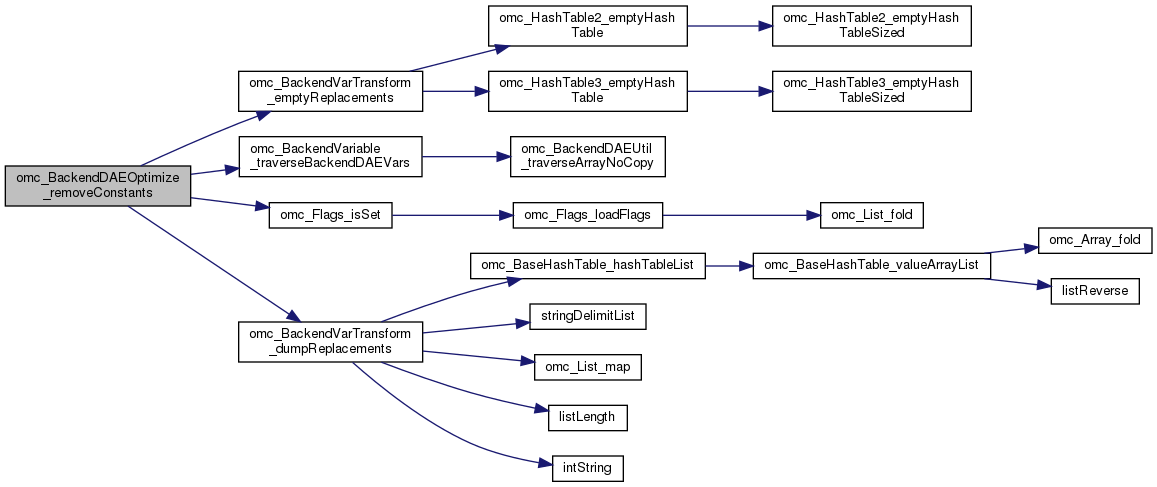 omc_HashTable2_emptyHash
Table
omc_HashTable2_emptyHash
TableSized
omc_BackendVarTransform
_emptyReplacements
omc_HashTable3_emptyHash
Table
omc_HashTable3_emptyHash
TableSized
omc_BackendVariable
_traverseBackendDAEVars
omc_BackendDAEUtil
_traverseArrayNoCopy
omc_BackendDAEOptimize
_removeConstants
omc_Flags_isSet
omc_Flags_loadFlags
omc_List_fold
omc_Array_fold
omc_BaseHashTable_hashTableList
omc_BaseHashTable_valueArrayList
listReverse
stringDelimitList
omc_BackendVarTransform
_dumpReplacements
omc_List_map
listLength
intString